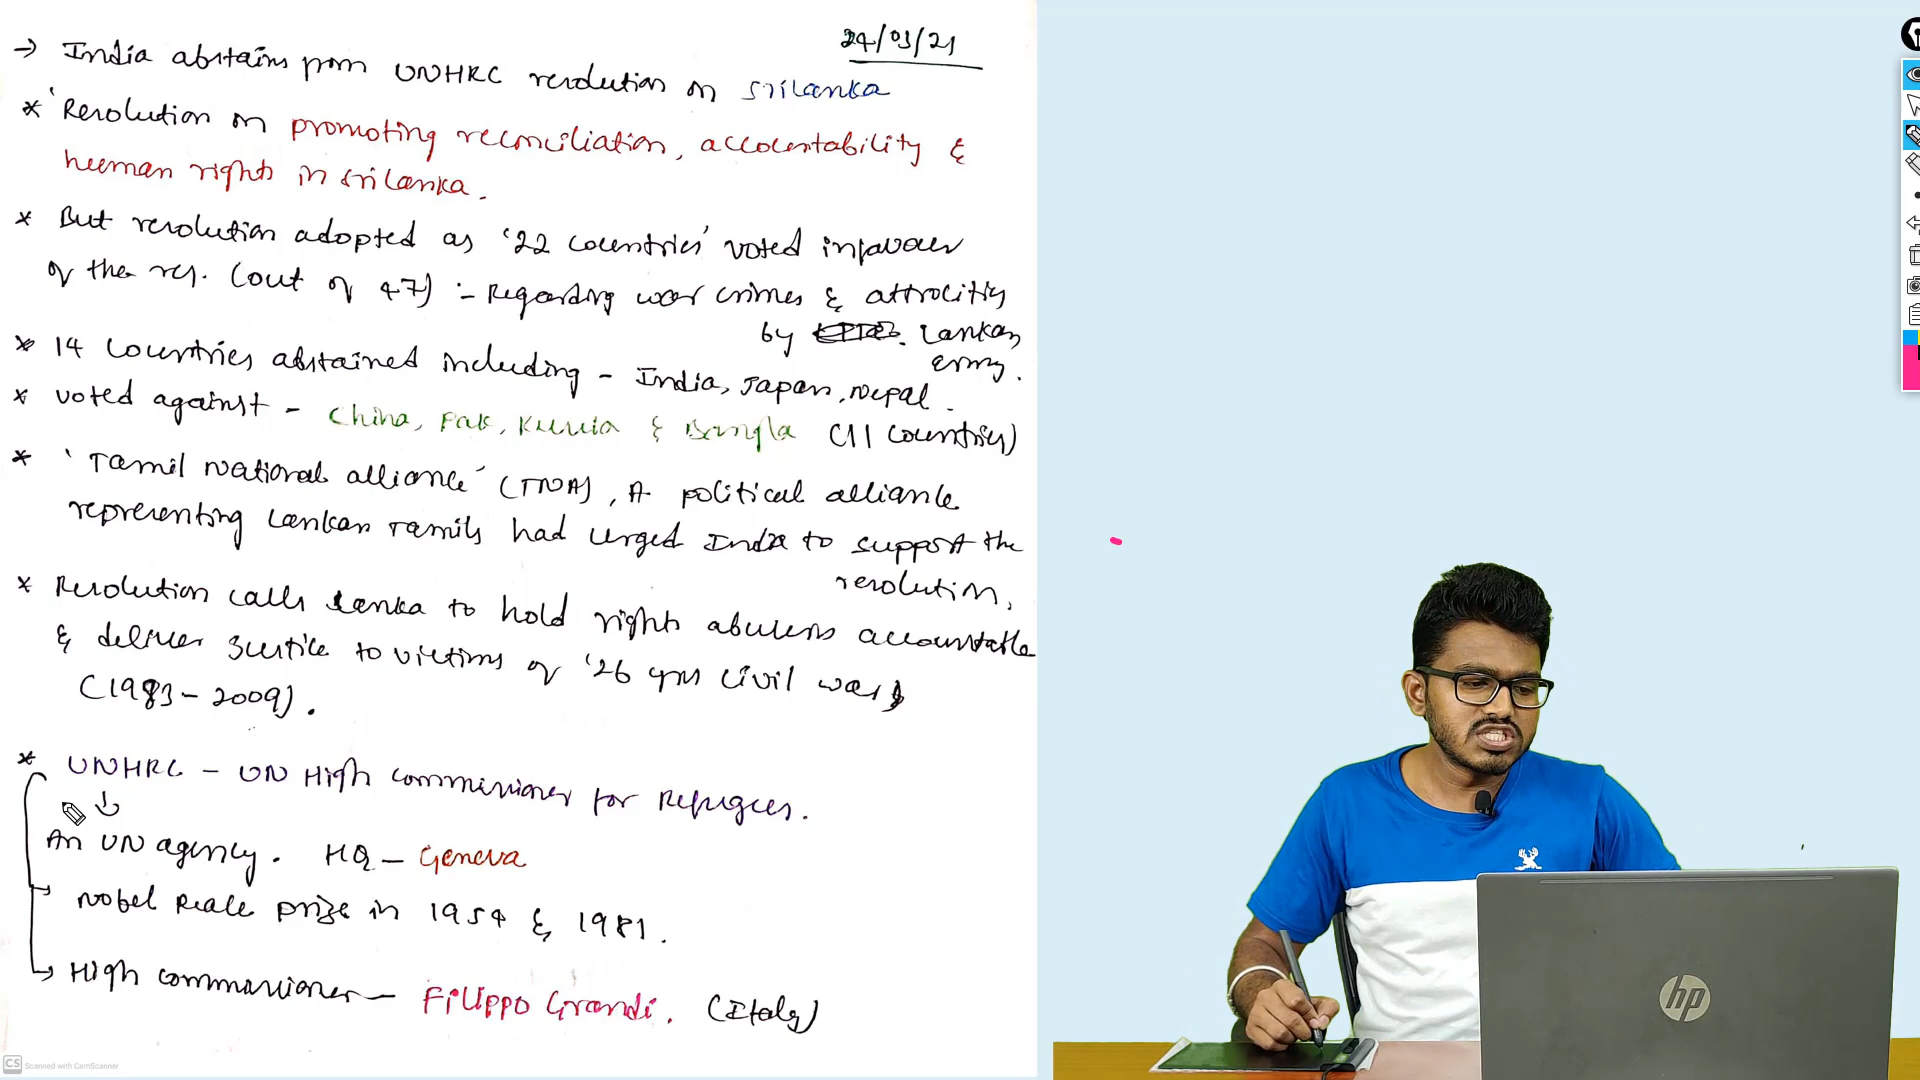 24/03/21
→ India abstains from UNHRC resolution on Srilanka
* 'Resolution on promoting reconciliation, accountability &
human rights in Srilanka.
* But resolution adopted as '22 countries' voted infavour
of the res. (out of 47) :- Regarding war crimes & attrocities
by Lankan
army.
* 14 countries abstained including - India, Japan, Nepal.
* Voted against - China, Pak, Russia & Bangla (11 countries)
* 'Tamil National alliance' (TNA), A political alliance
representing Lankan Tamils had urged India to support the
resolution.
* Resolution calls Lanka to hold rights abusers accountable
& deliver Justice to victims of '26 yrs civil war'
(1983-2009).
* UNHRC - UN High commissioner for Refugees.
An UN agency. HQ - Geneva
Nobel Peace prize in 1954 & 1981.
High commissioner - Filippo Grandi. (Italy)
CS Scanned with CamScanner
hp